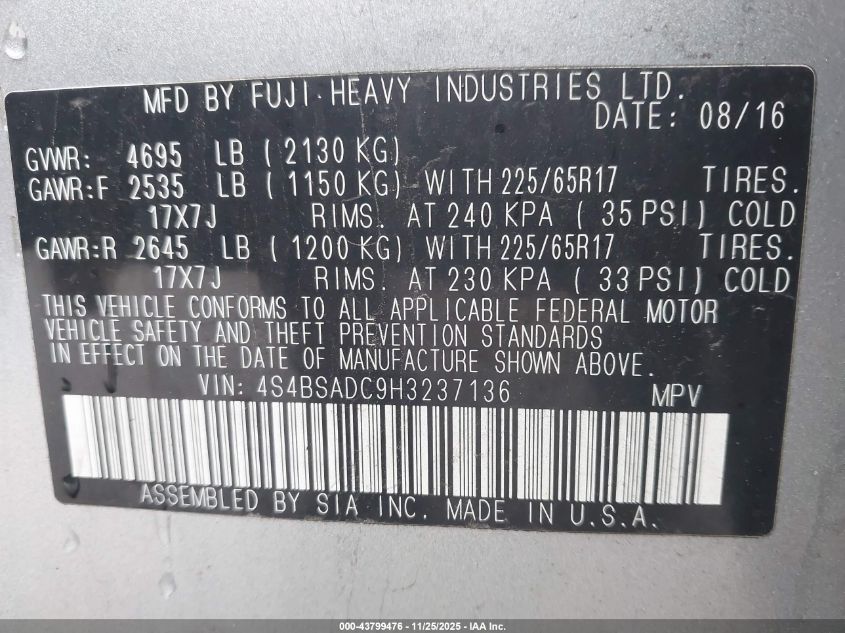 MFD BY FUJI HEAVY INDUSTRIES LTD.
DATE: 08/16
GVWR: 4695 LB ( 2130 KG)
GAWR:F 2535 LB ( 1150 KG) WITH 225/65R17 TIRES.
17X7J RIMS. AT 240 KPA ( 35 PSI) COLD
GAWR:R 2645 LB ( 1200 KG) WITH 225/65R17 TIRES.
17X7J RIMS. AT 230 KPA ( 33 PSI) COLD
THIS VEHICLE CONFORMS TO ALL APPLICABLE FEDERAL MOTOR
VEHICLE SAFETY AND THEFT PREVENTION STANDARDS
IN EFFECT ON THE DATE OF MANUFACTURE SHOWN ABOVE.
VIN: 4S4BSADC9H3237136 MPV
ASSEMBLED BY SIA INC. MADE IN U.S.A.
000-43799476 - 11/25/2025 - IAA Inc.